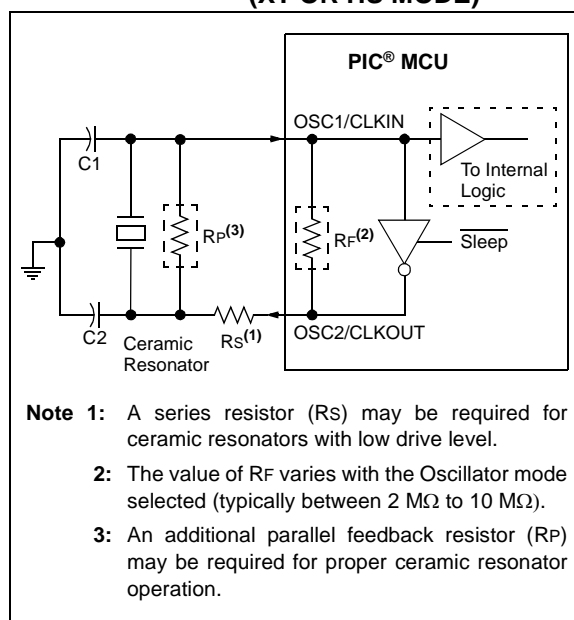 (XT OR HS MODE)
PIC® MCU
OSC1/CLKIN
C1
To Internal
Logic
RP(3)
RF(2)
Sleep
C2
Ceramic
Resonator
RS(1)
OSC2/CLKOUT
Note 1: A series resistor (RS) may be required for
ceramic resonators with low drive level.
2: The value of RF varies with the Oscillator mode
selected (typically between 2 MΩ to 10 MΩ).
3: An additional parallel feedback resistor (RP)
may be required for proper ceramic resonator
operation.